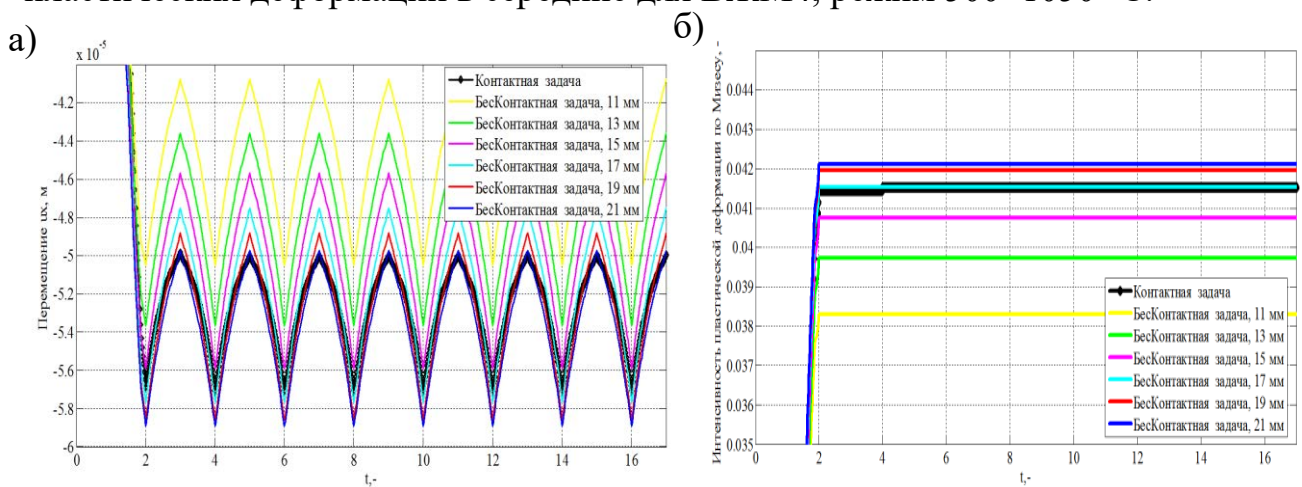 пластических деформаций в середине для режим
а)
x 10⁻⁵
-4.2
-4.4
-4.6
-4.8
-5
-5.2
-5.4
-5.6
-5.8
-6
Перемещение ux, м
0 2 4 6 8 10 12 14 16
t,-
Контактная задача
БесКонтактная задача, 11 мм
БесКонтактная задача, 13 мм
БесКонтактная задача, 15 мм
БесКонтактная задача, 17 мм
БесКонтактная задача, 19 мм
БесКонтактная задача, 21 мм
б)
Интенсивность пластической деформации по Мизесу, -
0.044
0.043
0.042
0.041
0.04
0.039
0.038
0.037
0.036
0.035
0 2 4 6 8 10 12 14 16
t,-
Контактная задача
БесКонтактная задача, 11 мм
БесКонтактная задача, 13 мм
БесКонтактная задача, 15 мм
БесКонтактная задача, 17 мм
БесКонтактная задача, 19 мм
БесКонтактная задача, 21 мм